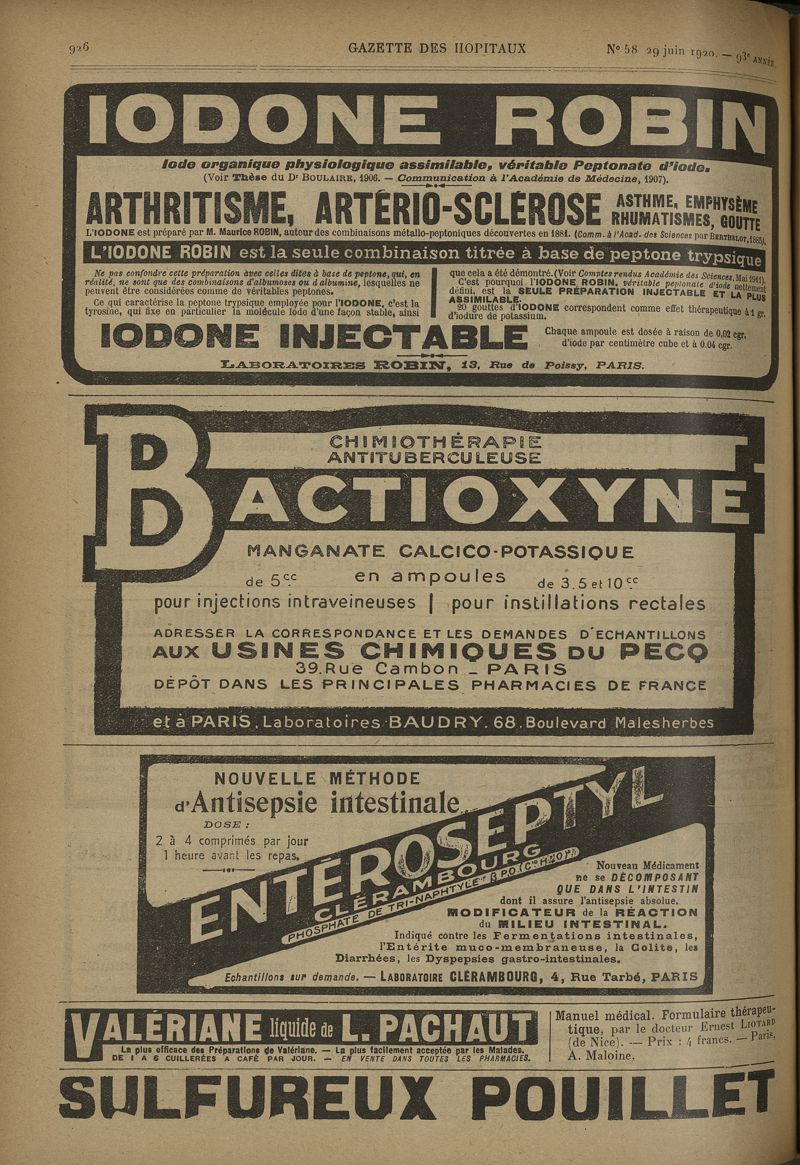 926
GAZETTE DES HOPITAUX
N° 58 29 juin 1920. — 93e ANNÉE.
IODONE ROBIN
Iode organique physiologique assimilable, véritable Peptonate d'iode.
(Voir Thèse du Dr BOULAIRE, 1906. — Communication à l'Académie de Médecine, 1907).
ARTHRITISME, ARTÉRIO-SCLÉROSE
ASTHME, EMPHYSÈME
RHUMATISMES, GOUTTE
L'IODONE est préparé par M. Maurice ROBIN, auteur des combinaisons métallo-peptoniques découvertes en 1881. (Comm. à l'Acad. des Sciences par BERTHELOT, 1885).
L'IODONE ROBIN est la seule combinaison titrée à base de peptone trypsique
Ne pas confondre cette préparation avec celles dites à base de peptone, qui, en
réalité, ne sont que des combinaisons d'albumoses ou d'albumine, lesquelles ne
peuvent être considérées comme de véritables peptones.
Ce qui caractérise la peptone trypsique employée pour l'IODONE, c'est la
tyrosine, qui fixe en particulier la molécule Iode d'une façon stable, ainsi
que cela a été démontré. (Voir Comptes rendus Académie des Sciences, Mai 1911).
C'est pourquoi l'IODONE ROBIN, véritable peptonate d'iode nettement
défini, est la SEULE PRÉPARATION INJECTABLE ET LA PLUS
ASSIMILABLE.
20 gouttes d'IODONE correspondent comme effet thérapeutique à 1 gr.
d'iodure de potassium.
IODONE INJECTABLE
Chaque ampoule est dosée à raison de 0,02 cgr.
d'iode par centimètre cube et à 0.04 cgr.
LABORATOIRES ROBIN, 13, Rue de Poissy, PARIS.
CHIMIOTHÉRAPIE
ANTITUBERCULEUSE
BACTIOXYNE
MANGANATE CALCICO-POTASSIQUE
en ampoules
de 5cc
de 3.5 et 10cc
pour injections intraveineuses | pour instillations rectales
ADRESSER LA CORRESPONDANCE ET LES DEMANDES D'ECHANTILLONS
AUX USINES CHIMIQUES DU PECQ
39.Rue Cambon _ PARIS
DÉPÔT DANS LES PRINCIPALES PHARMACIES DE FRANCE
et à PARIS. Laboratoires BAUDRY. 68. Boulevard Malesherbes
NOUVELLE MÉTHODE
d'Antisepsie intestinale
DOSE :
2 à 4 comprimés par jour
1 heure avant les repas.
ENTÉROSEPTYL
CLÉRAMBOURG
PHOSPHATE DE TRI-NAPHTYLE
Nouveau Médicament
ne se DÉCOMPOSANT
QUE DANS L'INTESTIN
dont il assure l'antisepsie absolue.
MODIFICATEUR de la RÉACTION
du MILIEU INTESTINAL.
Indiqué contre les Fermentations intestinales,
l'Entérite muco-membraneuse, la Colite, les
Diarrhées, les Dyspepsies gastro-intestinales.
Echantillons sur demande. — LABORATOIRE CLÉRAMBOURG, 4, Rue Tarbé, PARIS
VALÉRIANE liquide de L. PACHAUT
La plus efficace des Préparations de Valériane. — La plus facilement acceptée par les Malades.
DE 1 A 6 CUILLERÉES A CAFÉ PAR JOUR. — EN VENTE DANS TOUTES LES PHARMACIES.
Manuel médical. Formulaire thérapeu-
tique, par le docteur Ernest LIOTARD
(de Nice). — Prix : 4 francs. — Paris,
A. Maloine.
SULFUREUX POUILLET